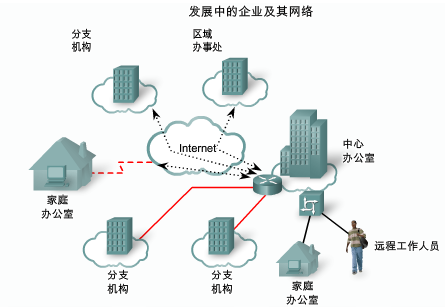 发展中的企业及其网络
分支
机构
区域
办事处
Internet
中心
办公室
家庭
办公室
远程工作人员
分支
机构
分支
机构
家庭
办公室